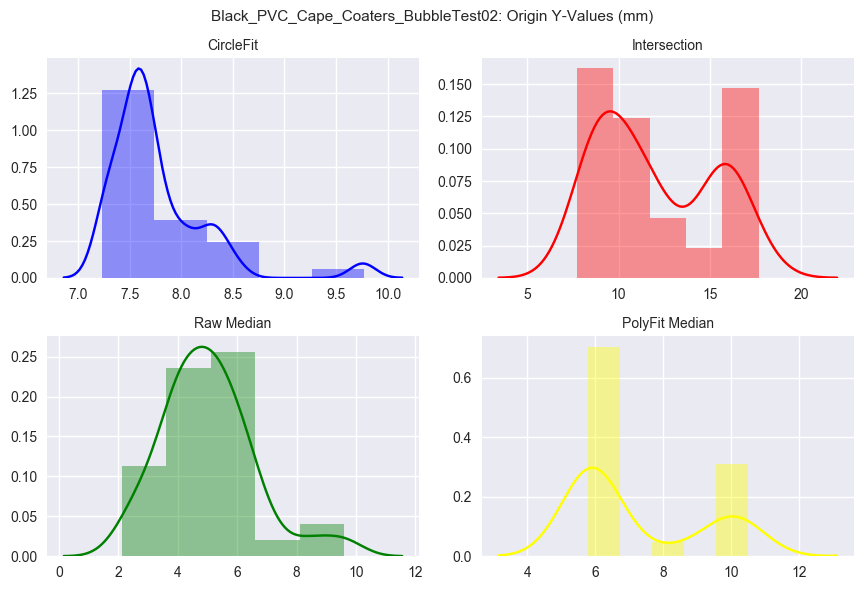 Black_PVC_Cape_Coaters_BubbleTest02: Origin Y-Values (mm)
CircleFit
1.25
1.00
0.75
0.50
0.25
0.00
7.0 7.5 8.0 8.5 9.0 9.5 10.0
Intersection
0.150
0.125
0.100
0.075
0.050
0.025
0.000
5 10 15 20
Raw Median
0.25
0.20
0.15
0.10
0.05
0.00
0 2 4 6 8 10 12
PolyFit Median
0.6
0.4
0.2
0.0
4 6 8 10 12